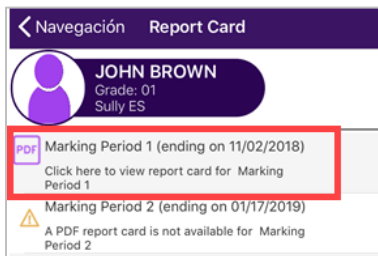 Navegación Report Card
JOHN BROWN
Grade: 01
Sully ES
PDF Marking Period 1 (ending on 11/02/2018)
Click here to view report card for Marking
Period 1
Marking Period 2 (ending on 01/17/2019)
A PDF report card is not available for Marking
Period 2